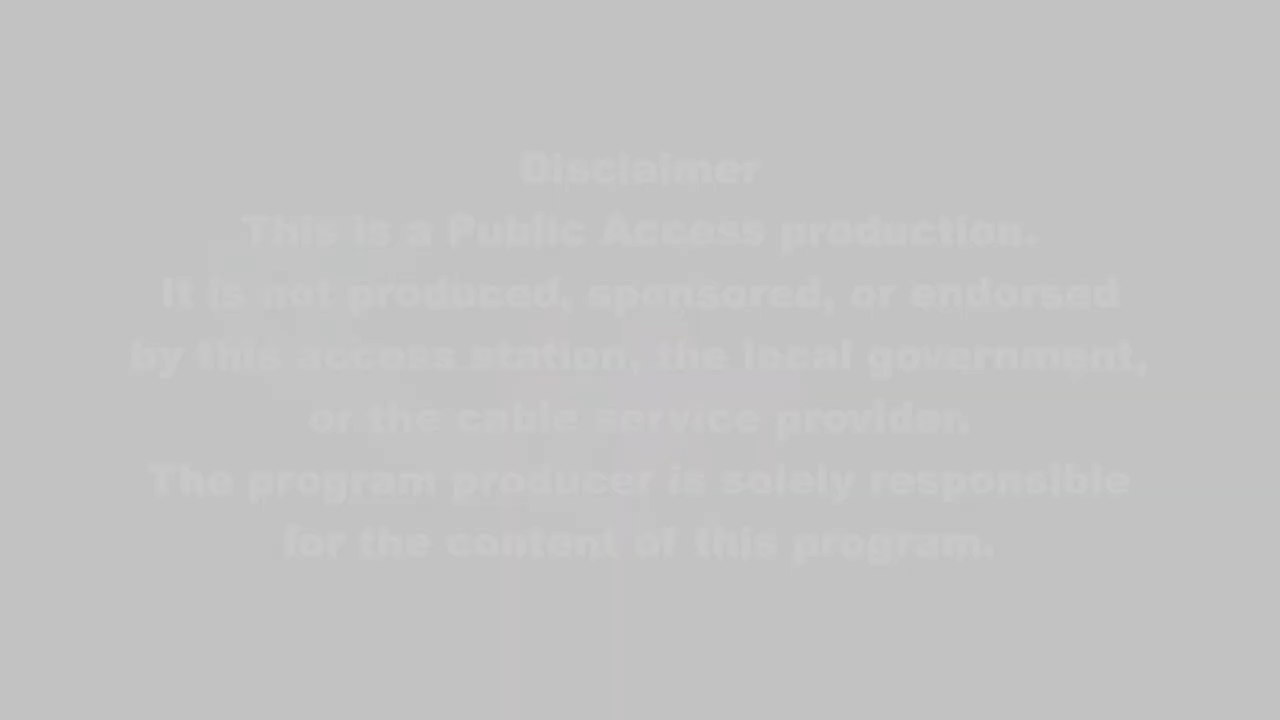 Disclaimer
This is a Public Access production.
It is not produced, sponsored, or endorsed
by this access station, the local government,
or the cable service provider.
The program producer is solely responsible
for the content of this program.